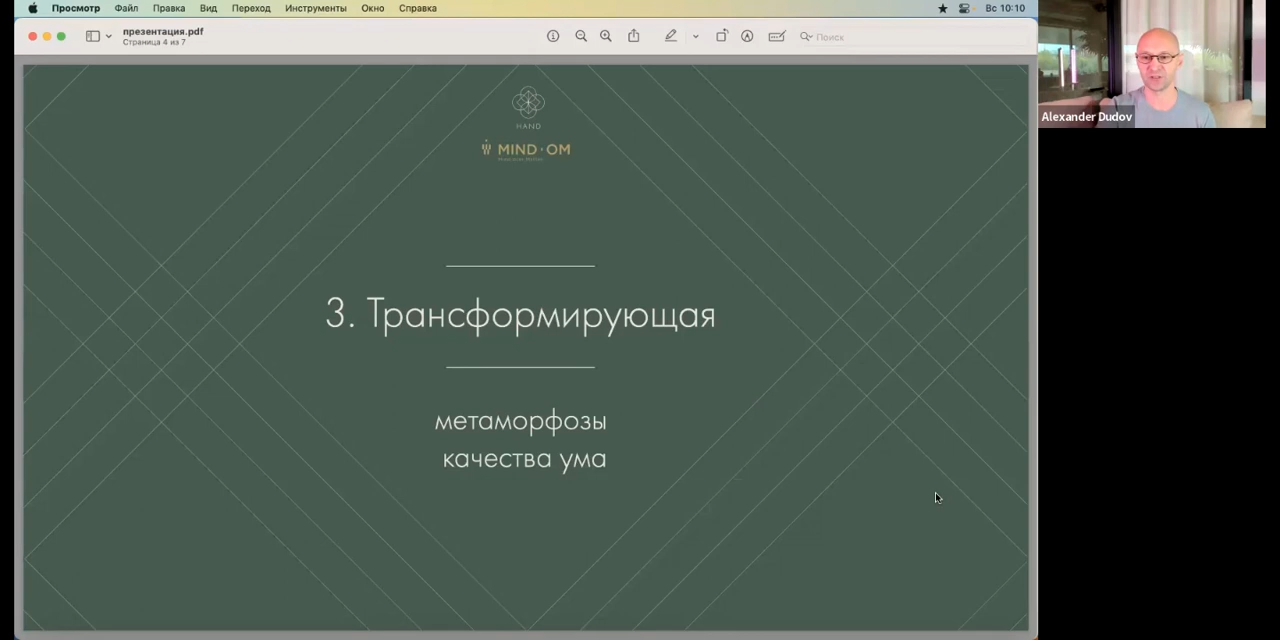 Просмотр Файл Правка Вид Переход Инструменты Окно Справка Вс 10:10
презентация.pdf
Страница 4 из 7
Поиск
Alexander Dudov
HAND
MIND·OM
3. Трансформирующая
метаморфозы
качества ума